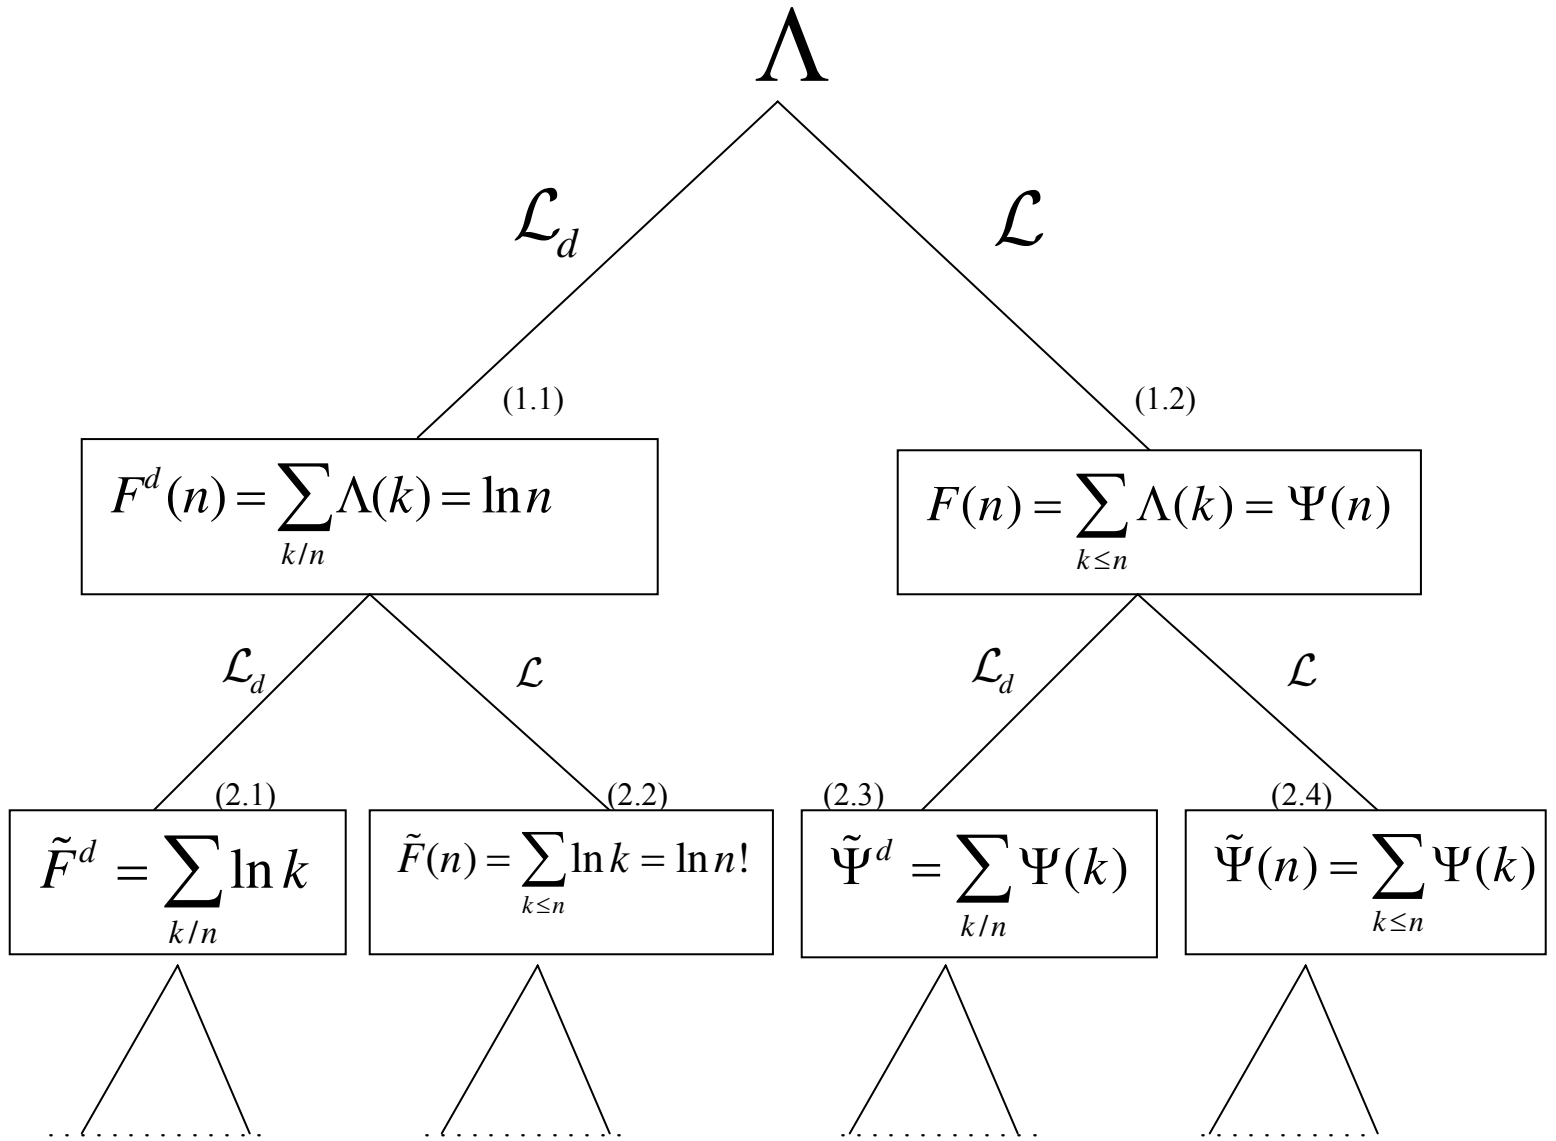 Λ
ℒ_d ℒ
(1.1) (1.2)
F^d(n) = ∑_{k/n} Λ(k) = ln n
F(n) = ∑_{k≤n} Λ(k) = Ψ(n)
ℒ_d ℒ ℒ_d ℒ
(2.1) (2.2) (2.3) (2.4)
F̃^d = ∑_{k/n} ln k
F̃(n) = ∑_{k≤n} ln k = ln n!
Ψ̃^d = ∑_{k/n} Ψ(k)
Ψ̃(n) = ∑_{k≤n} Ψ(k)